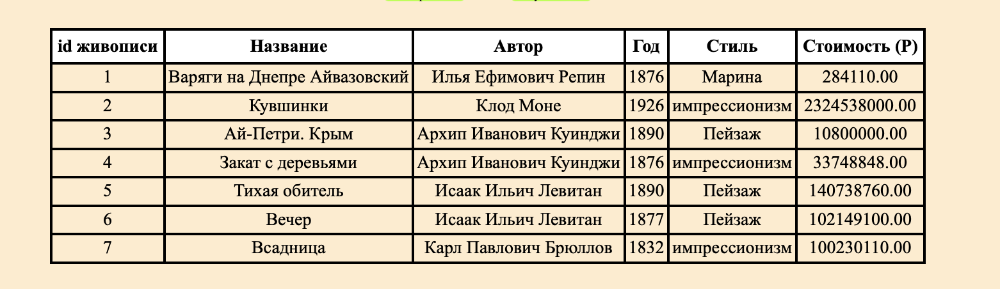 id живописи Название Автор Год Стиль Стоимость (Р)
1 Варяги на Днепре Айвазовский Илья Ефимович Репин 1876 Марина 284110.00
2 Кувшинки Клод Моне 1926 импрессионизм 2324538000.00
3 Ай-Петри. Крым Архип Иванович Куинджи 1890 Пейзаж 10800000.00
4 Закат с деревьями Архип Иванович Куинджи 1876 импрессионизм 33748848.00
5 Тихая обитель Исаак Ильич Левитан 1890 Пейзаж 140738760.00
6 Вечер Исаак Ильич Левитан 1877 Пейзаж 102149100.00
7 Всадница Карл Павлович Брюллов 1832 импрессионизм 100230110.00